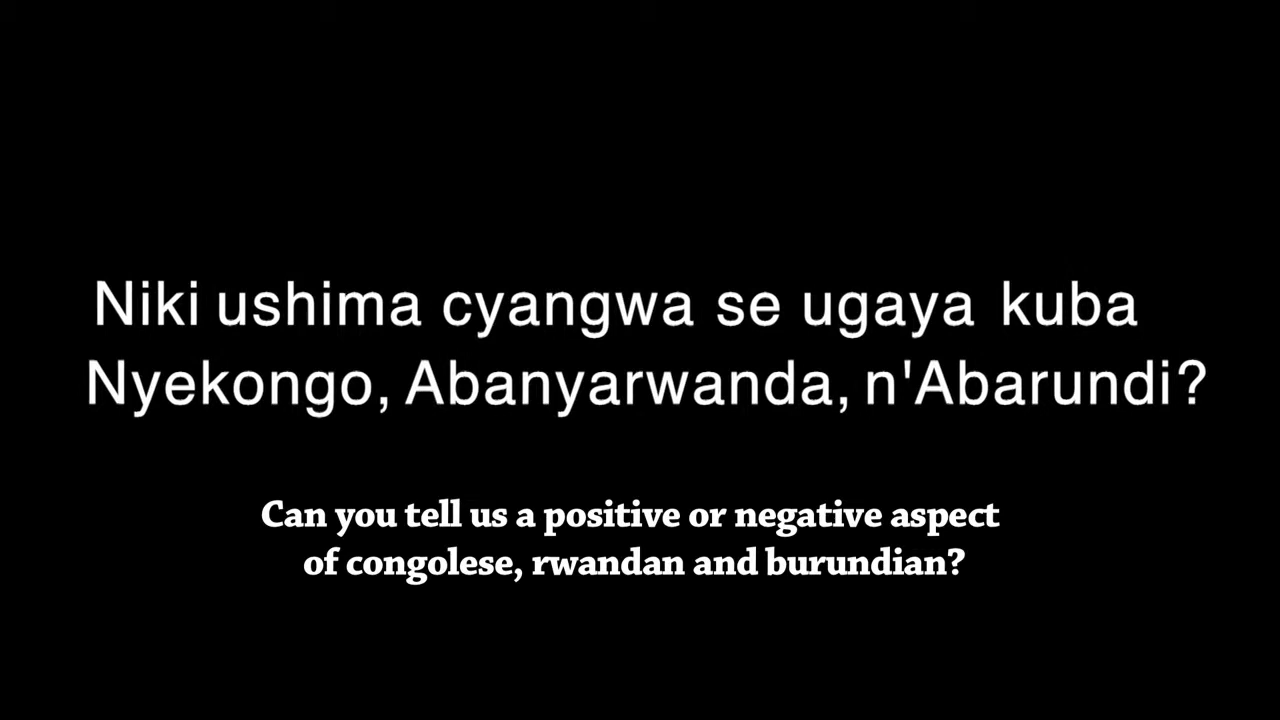 Niki ushima cyangwa se ugaya kuba
Nyekongo, Abanyarwanda, n'Abarundi?
Can you tell us a positive or negative aspect
of congolese, rwandan and burundian?